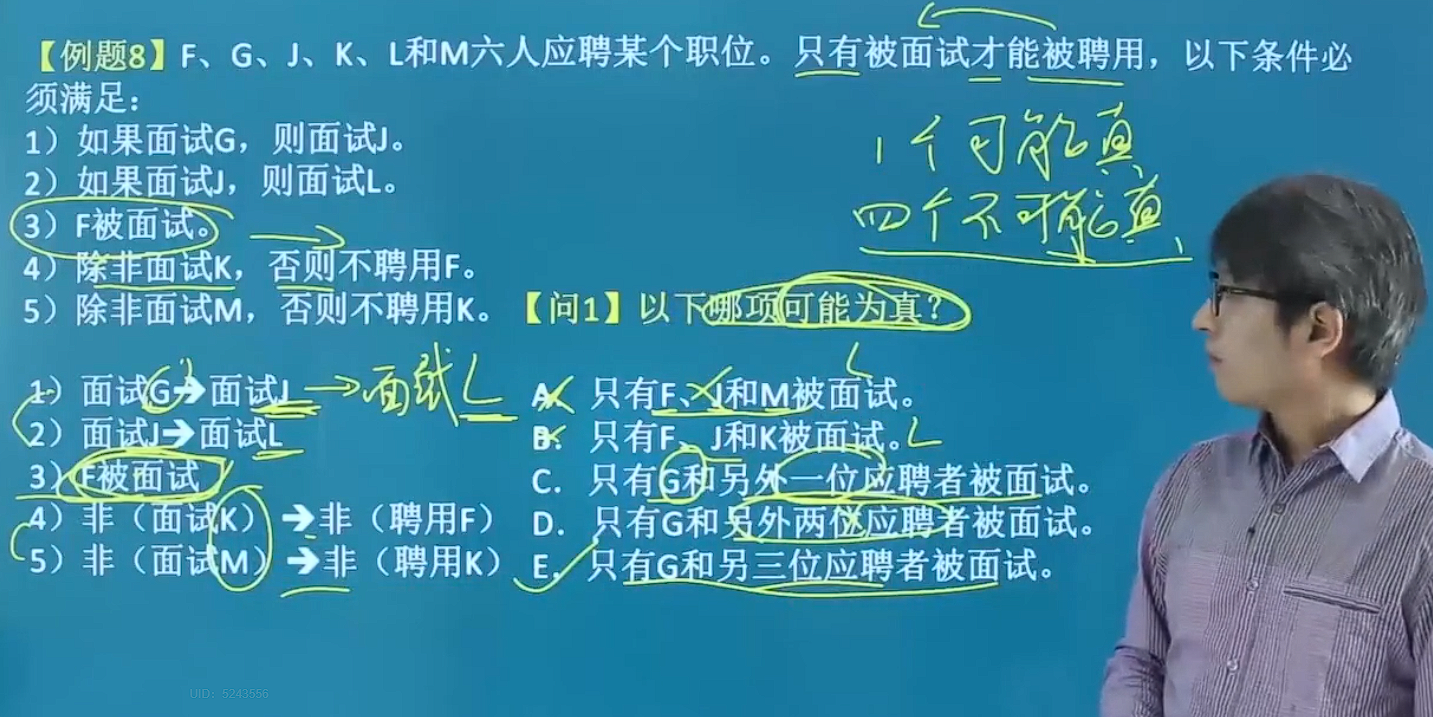 【例题8】F、G、J、K、L和M六人应聘某个职位。只有被面试才能被聘用，以下条件必
须满足：
1）如果面试G，则面试J。
2）如果面试J，则面试L。
3）F被面试。
4）除非面试K，否则不聘用F。
5）除非面试M，否则不聘用K。
1个可能真
四个不可能真
【问1】以下哪项可能为真？
1）面试G→面试J →面试L
2）面试J→面试L
3）F被面试
4）非（面试K）→非（聘用F）
5）非（面试M）→非（聘用K）
L
A. 只有F、J和M被面试。
B. 只有F、J和K被面试。L
C. 只有G和另外一位应聘者被面试。
D. 只有G和另外两位应聘者被面试。
E. 只有G和另三位应聘者被面试。
UID: 5243556